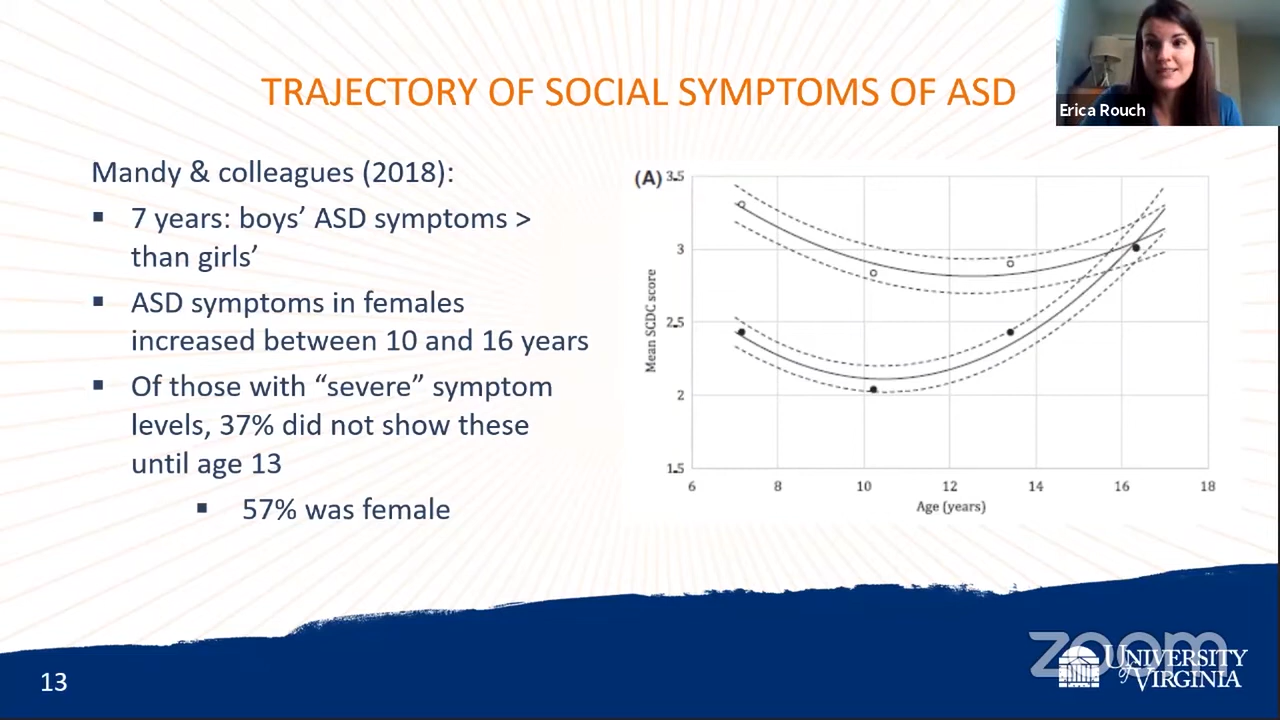 TRAJECTORY OF SOCIAL SYMPTOMS OF ASD
Erica Rouch
Mandy & colleagues (2018):
▪ 7 years: boys’ ASD symptoms >
than girls’
▪ ASD symptoms in females
increased between 10 and 16 years
▪ Of those with “severe” symptom
levels, 37% did not show these
until age 13
▪ 57% was female
(A)
3.5
3
2.5
2
1.5
Mean SCDC score
6 8 10 12 14 16 18
Age (years)
13
zoom
UNIVERSITY
of VIRGINIA